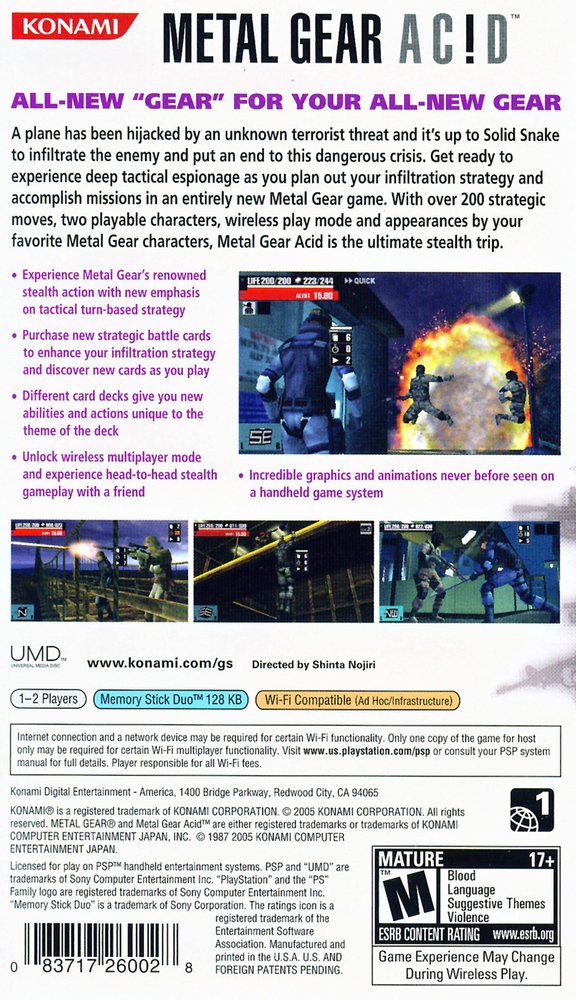 KONAMI
METAL GEAR AC!D™
ALL-NEW “GEAR” FOR YOUR ALL-NEW GEAR
A plane has been hijacked by an unknown terrorist threat and it's up to Solid Snake
to infiltrate the enemy and put an end to this dangerous crisis. Get ready to
experience deep tactical espionage as you plan out your infiltration strategy and
accomplish missions in an entirely new Metal Gear game. With over 200 strategic
moves, two playable characters, wireless play mode and appearances by your
favorite Metal Gear characters, Metal Gear Acid is the ultimate stealth trip.
• Experience Metal Gear's renowned
stealth action with new emphasis
on tactical turn-based strategy
• Purchase new strategic battle cards
to enhance your infiltration strategy
and discover new cards as you play
• Different card decks give you new
abilities and actions unique to the
theme of the deck
• Unlock wireless multiplayer mode
and experience head-to-head stealth
gameplay with a friend
LIFE 200/200 223/244 QUICK
ALERT 15.00
6
0
2
SE
• Incredible graphics and animations never before seen on
a handheld game system
N
NW
UMD™
UNIVERSAL MEDIA DISC
www.konami.com/gs
Directed by Shinta Nojiri
1–2 Players
Memory Stick Duo™ 128 KB
Wi-Fi Compatible (Ad Hoc/Infrastructure)
Internet connection and a network device may be required for certain Wi-Fi functionality. Only one copy of the game for host
only may be required for certain Wi-Fi multiplayer functionality. Visit www.us.playstation.com/psp or consult your PSP system
manual for full details. Player responsible for all Wi-Fi fees.
Konami Digital Entertainment - America, 1400 Bridge Parkway, Redwood City, CA 94065
KONAMI® is a registered trademark of KONAMI CORPORATION. © 2005 KONAMI CORPORATION. All rights
reserved. METAL GEAR® and Metal Gear Acid™ are either registered trademarks or trademarks of KONAMI
COMPUTER ENTERTAINMENT JAPAN, INC. © 1987 2005 KONAMI COMPUTER
ENTERTAINMENT JAPAN.
Licensed for play on PSP™ handheld entertainment systems. PSP and “UMD” are
trademarks of Sony Computer Entertainment Inc. “PlayStation” and the “PS”
Family logo are registered trademarks of Sony Computer Entertainment Inc.
“Memory Stick Duo” is a trademark of Sony Corporation. The ratings icon is a
registered trademark of the
Entertainment Software
Association. Manufactured and
printed in the U.S.A. U.S. AND
FOREIGN PATENTS PENDING.
0 83717 26002 8
1
MATURE 17+
M
™
Blood
Language
Suggestive Themes
Violence
ESRB CONTENT RATING www.esrb.org
Game Experience May Change
During Wireless Play.